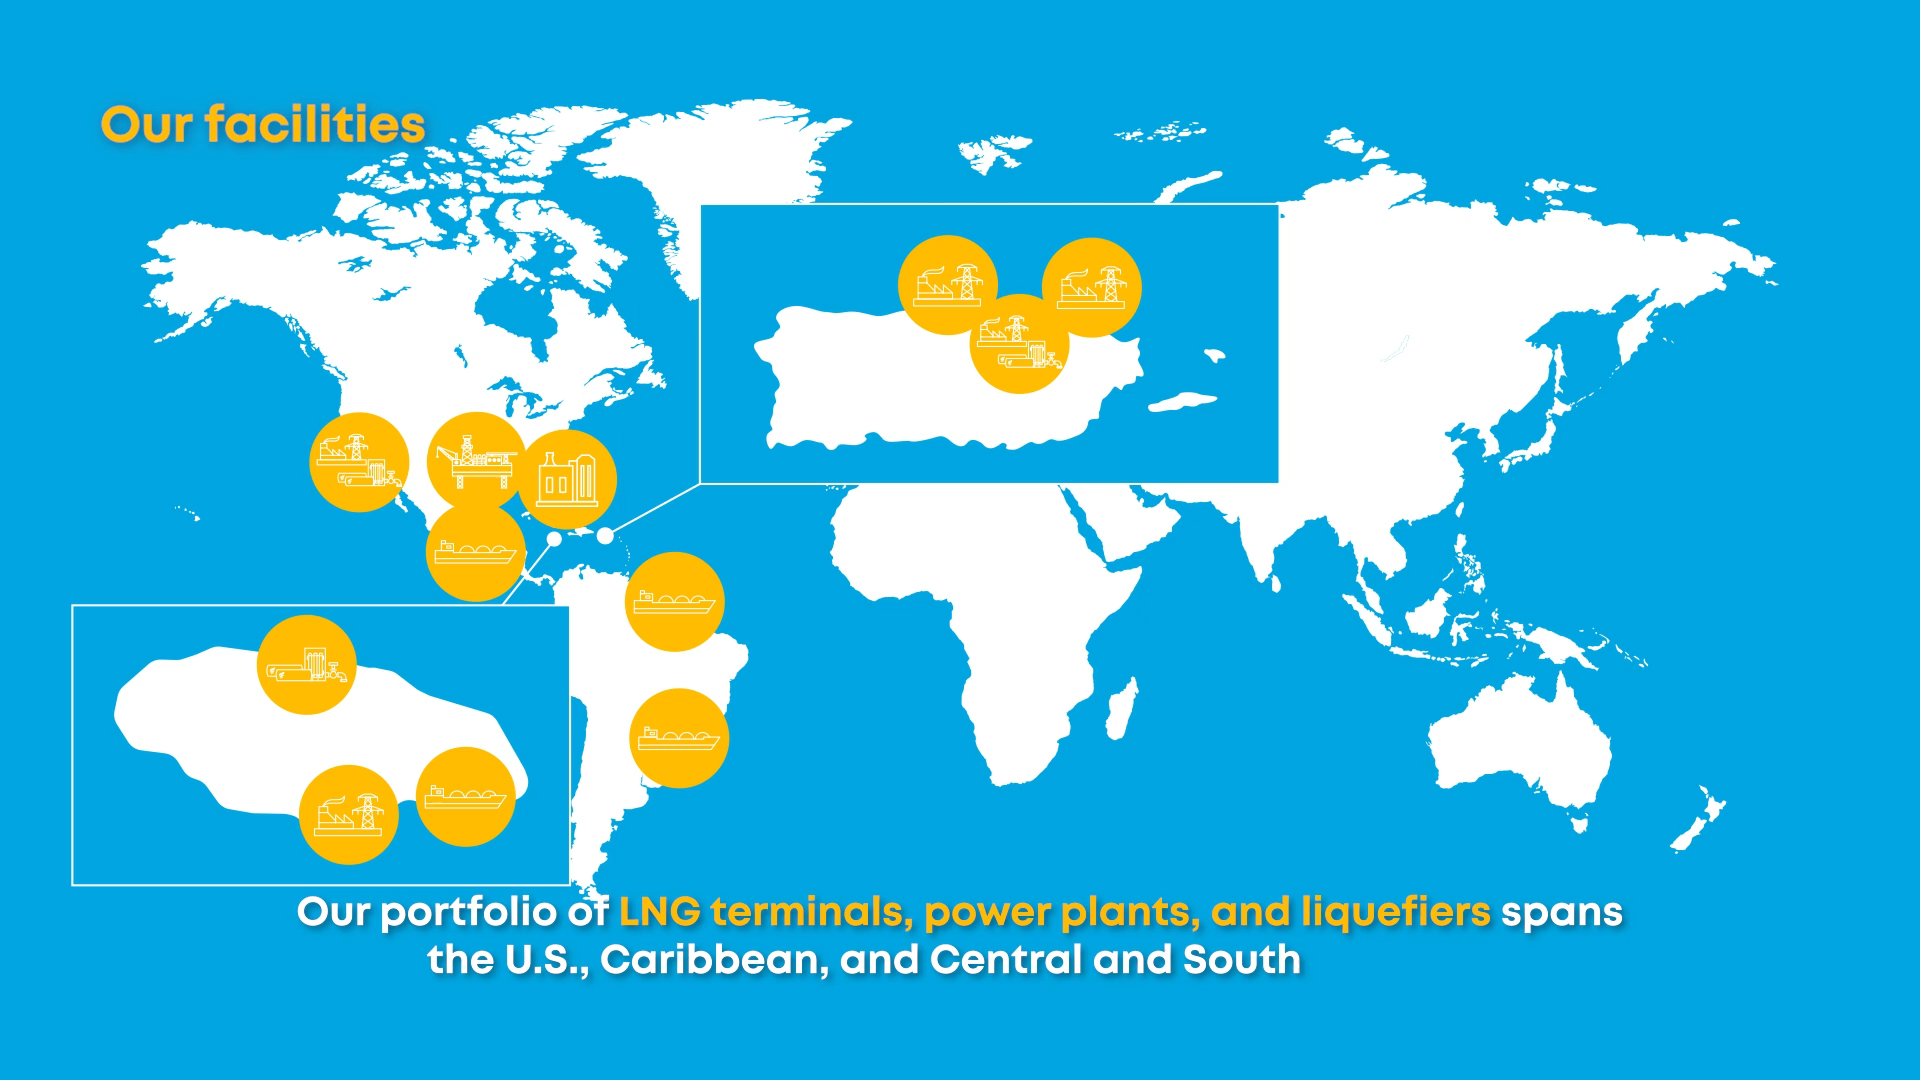 Our facilities
Our portfolio of LNG terminals, power plants, and liquefiers spans
the U.S., Caribbean, and Central and South